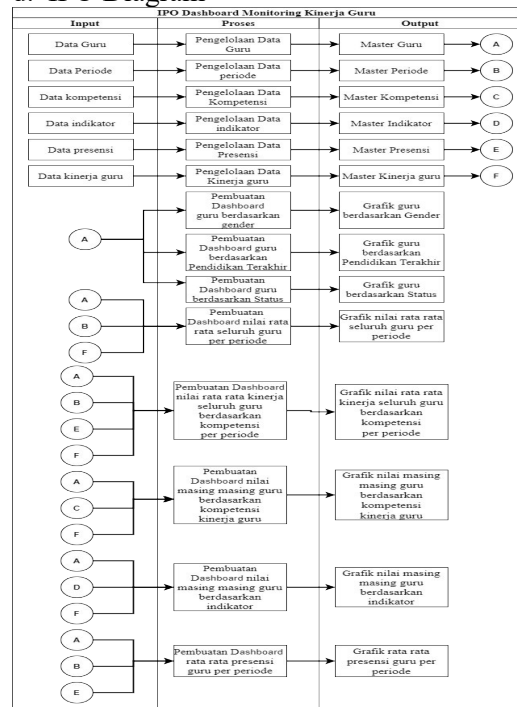 d. IPO Diagram
IPO Dashboard Monitoring Kinerja Guru
Input
Proses
Output
Data Guru
Pengelolaan Data
Guru
Master Guru
A
Data Periode
Pengelolaan Data
periode
Master Periode
B
Data kompetensi
Pengelolaan Data
Kompetensi
Master Kompetensi
C
Data indikator
Pengelolaan Data
indikator
Master Indikator
D
Data presensi
Pengelolaan Data
Presensi
Master Presensi
E
Data kinerja guru
Pengelolaan Data
Kinerja guru
Master Kinerja guru
F
A
Pembuatan
Dashboard
guru berdasarkan
gender
Grafik guru
berdasarkan Gender
Pembuatan
Dashboard guru
berdasarkan
Pendidikan Terakhir
Grafik guru
berdasarkan
Pendidikan Terakhir
Pembuatan
Dashboard guru
berdasarkan Status
Grafik guru
berdasarkan Status
A
B
F
Pembuatan
Dashboard nilai rata
rata seluruh guru
per periode
Grafik nilai rata rata
seluruh guru per
periode
A
B
E
F
Pembuatan Dashboard
nilai rata rata kinerja
seluruh guru
berdasarkan
kompetensi
per periode
Grafik nilai rata rata
kinerja seluruh guru
berdasarkan
kompetensi
per periode
A
C
F
Pembuatan
Dashboard nilai
masing masing guru
berdasarkan
kompetensi
kinerja guru
Grafik nilai masing
masing guru
berdasarkan
kompetensi
kinerja guru
A
D
F
Pembuatan
Dashboard nilai
masing masing guru
berdasarkan
indikator
Grafik nilai masing
masing guru
berdasarkan
indikator
A
B
E
Pembuatan Dashboard
rata rata presensi
guru per periode
Grafik rata rata
presensi guru per
periode